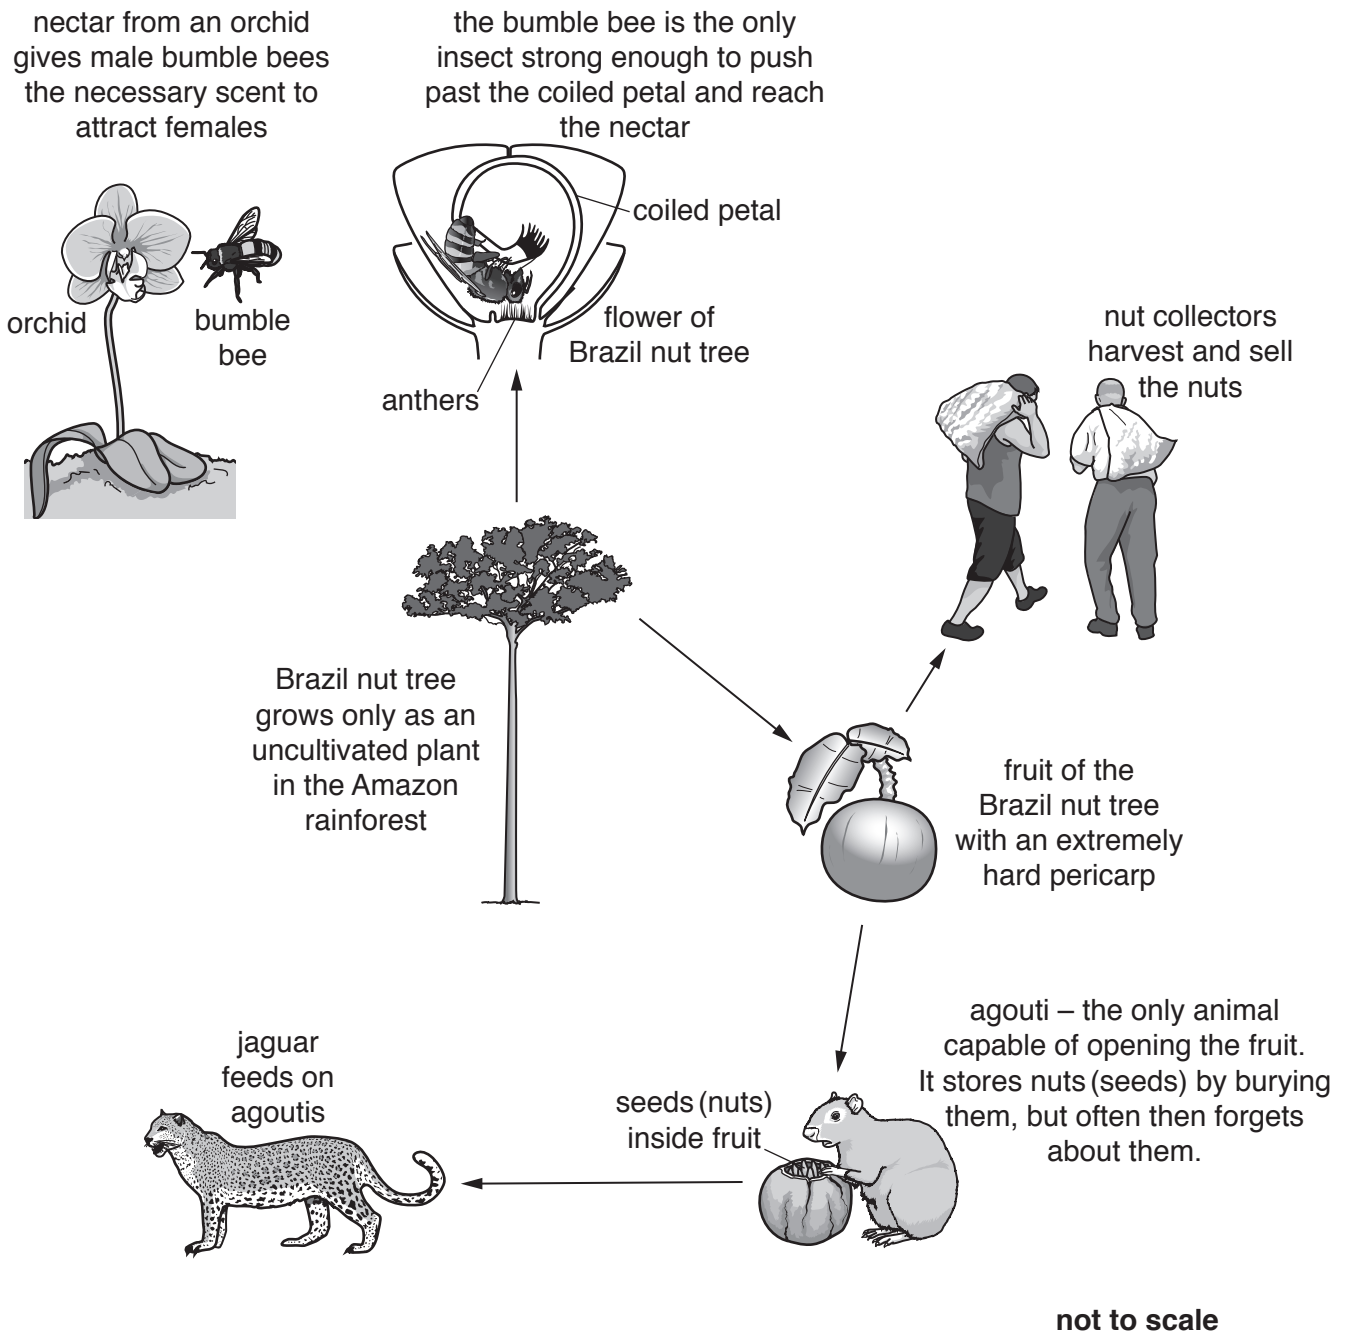 nectar from an orchid
gives male bumble bees
the necessary scent to
attract females
the bumble bee is the only
insect strong enough to push
past the coiled petal and reach
the nectar
coiled petal
orchid
bumble
bee
flower of
Brazil nut tree
anthers
nut collectors
harvest and sell
the nuts
Brazil nut tree
grows only as an
uncultivated plant
in the Amazon
rainforest
fruit of the
Brazil nut tree
with an extremely
hard pericarp
agouti – the only animal
capable of opening the fruit.
It stores nuts (seeds) by burying
them, but often then forgets
about them.
jaguar
feeds on
agoutis
seeds (nuts)
inside fruit
not to scale